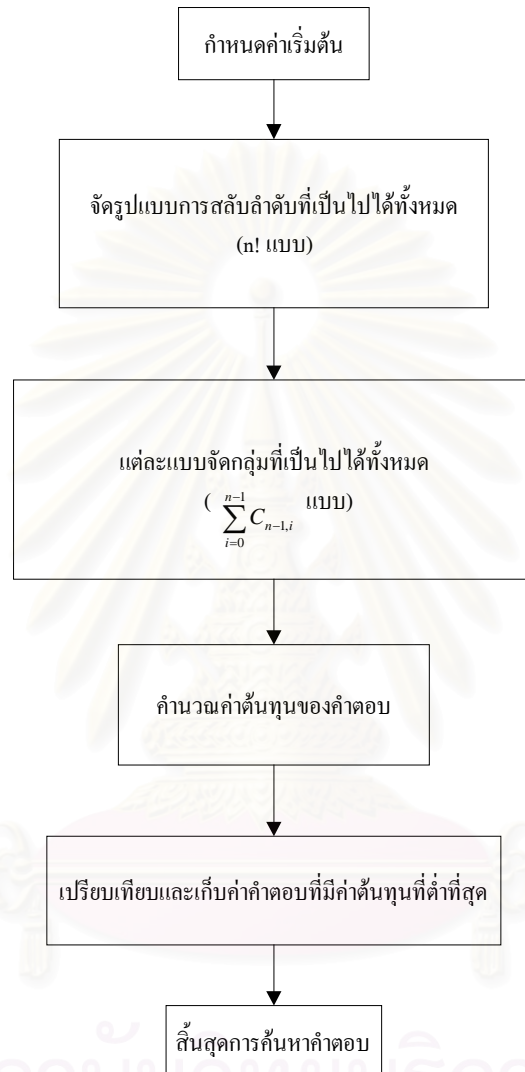 กำหนดค่าเริ่มต้น
จัดรูปแบบการสลับลำดับที่เป็นไปได้ทั้งหมด
(n! แบบ)
แต่ละแบบจัดกลุ่มที่เป็นไปได้ทั้งหมด
( \sum_{i=0}^{n-1} C_{n-1,i} แบบ)
คำนวณค่าต้นทุนของคำตอบ
เปรียบเทียบและเก็บค่าคำตอบที่มีค่าต้นทุนที่ต่ำที่สุด
สิ้นสุดการค้นหาคำตอบ